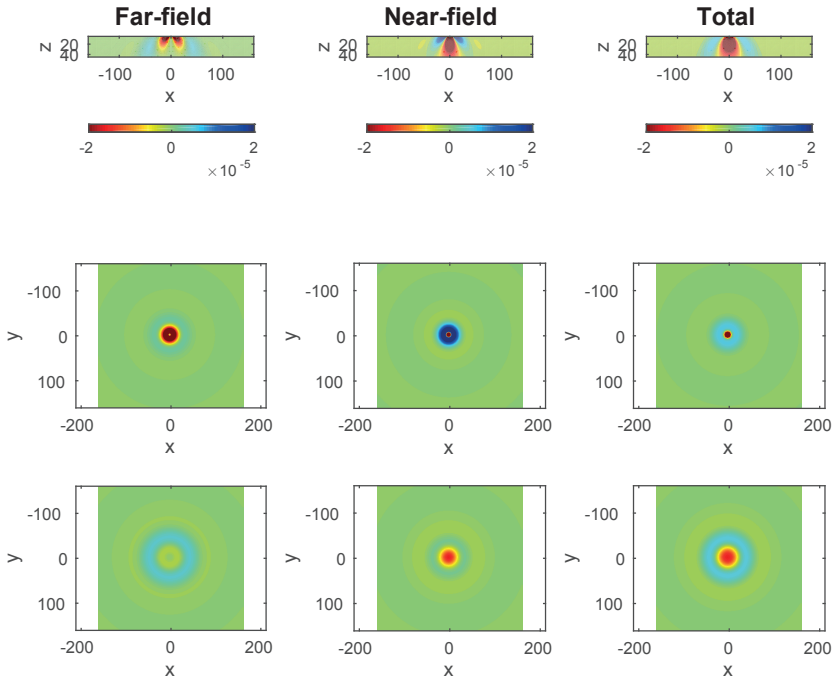 Far-field Near-field Total
z 20 40 z 20 40 z 20 40
-100 0 100 -100 0 100 -100 0 100
x x x
-2 0 2 -2 0 2 -2 0 2
×10 -5 ×10 -5 ×10 -5
-100 -100 -100
y 0 y 0 y 0
100 100 100
-200 0 200 -200 0 200 -200 0 200
x x x
-100 -100 -100
y 0 y 0 y 0
100 100 100
-200 0 200 -200 0 200 -200 0 200
x x x